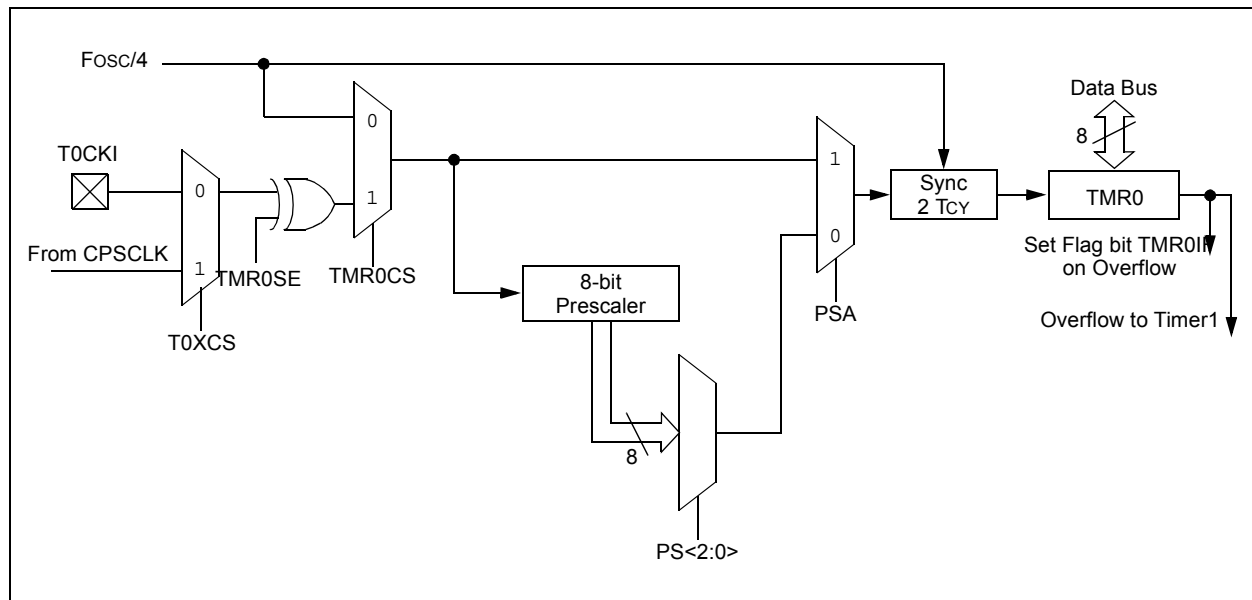 FOSC/4
Data Bus
8
T0CKI
0
0
1
1
Sync
2 TCY
TMR0
0
1
From CPSCLK
1
TMR0SE
TMR0CS
8-bit
Prescaler
0
PSA
Set Flag bit TMR0IF
on Overflow
Overflow to Timer1
T0XCS
8
PS<2:0>